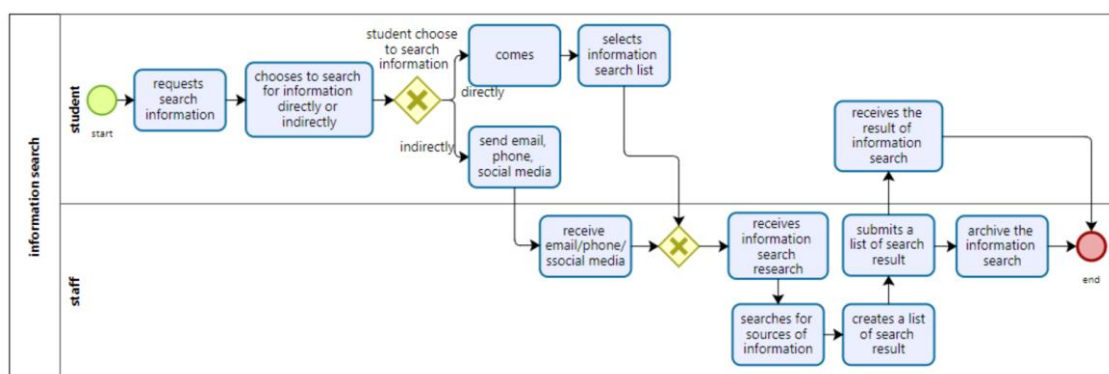 information search
student
start
requests
search
information
chooses to search
for information
directly or
indirectly
student choose
to search
information
directly
comes
selects
information
search list
indirectly
send email,
phone,
social media
receives the
result of
information
search
staff
receive
email/phone/
ssocial media
receives
information
search
research
searches for
sources of
information
creates a list
of search
result
submits a
list of search
result
archive the
information
search
end